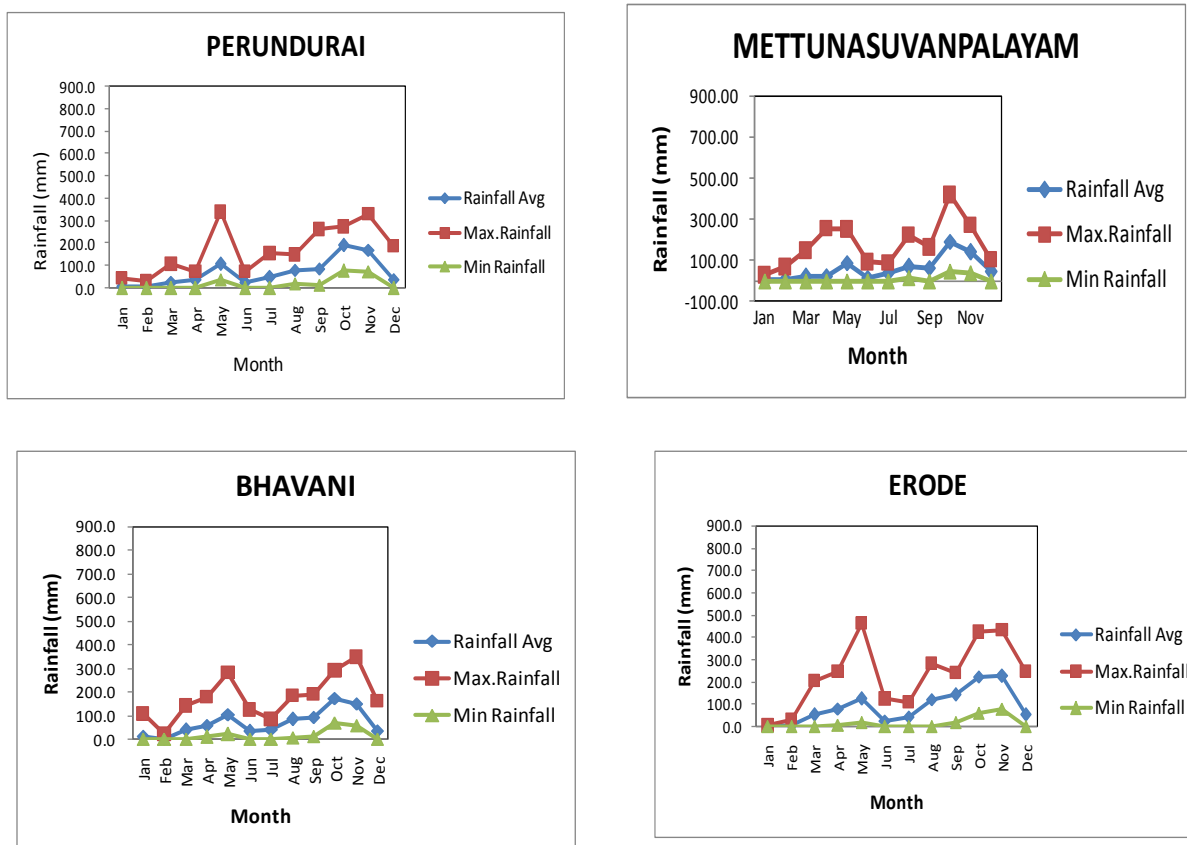 PERUNDURAI
900.0
800.0
700.0
600.0
500.0
400.0
300.0
200.0
100.0
0.0
Rainfall (mm)
Jan Feb Mar Apr May Jun Jul Aug Sep Oct Nov Dec
Month
Rainfall Avg
Max.Rainfall
Min Rainfall
METTUNASUVANPALAYAM
900.00
700.00
500.00
300.00
100.00
-100.00
Rainfall (mm)
Jan Mar May Jul Sep Nov
Month
Rainfall Avg
Max.Rainfall
Min Rainfall
BHAVANI
900.0
800.0
700.0
600.0
500.0
400.0
300.0
200.0
100.0
0.0
Rainfall (mm)
Jan Feb Mar Apr May Jun Jul Aug Sep Oct Nov Dec
Month
Rainfall Avg
Max.Rainfall
Min Rainfall
ERODE
900.0
800.0
700.0
600.0
500.0
400.0
300.0
200.0
100.0
0.0
Rainfall (mm)
Jan Feb Mar Apr May Jun Jul Aug Sep Oct Nov Dec
Month
Rainfall Avg
Max.Rainfall
Min Rainfall